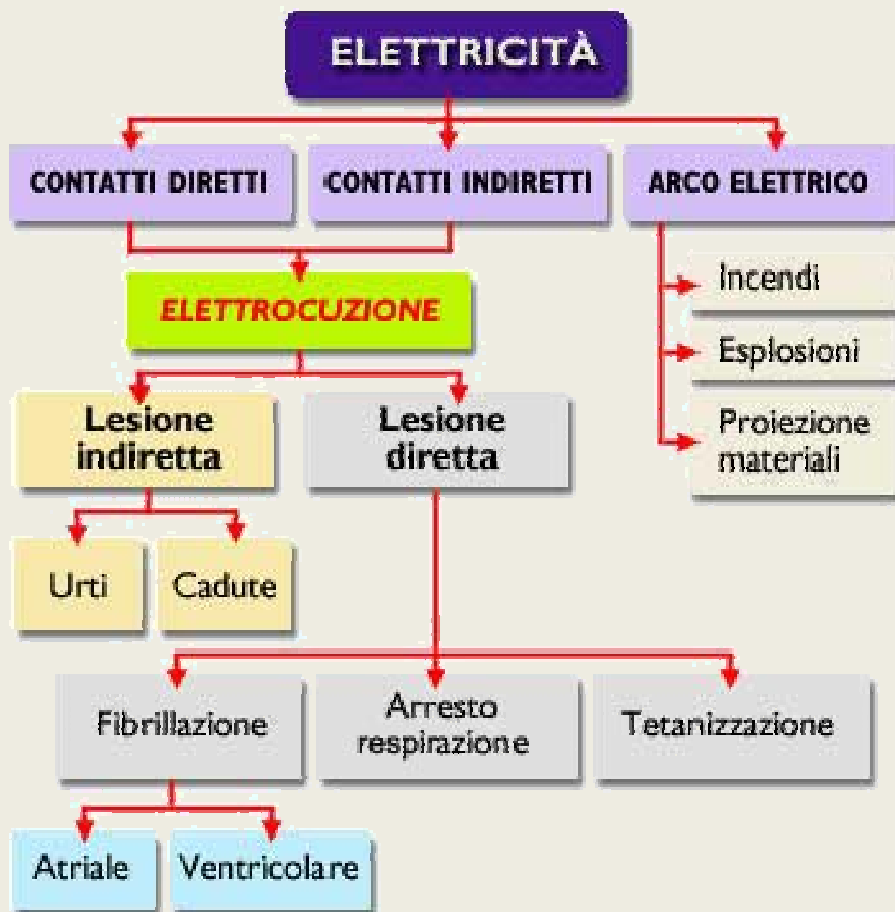 ELETTRICITÀ
CONTATTI DIRETTI
CONTATTI INDIRETTI
ARCO ELETTRICO
Incendi
Esplosioni
Proiezione
materiali
ELETTROCUZIONE
Lesione
indiretta
Lesione
diretta
Urti
Cadute
Fibrillazione
Arresto
respirazione
Tetanizzazione
Atriale
Ventricolare